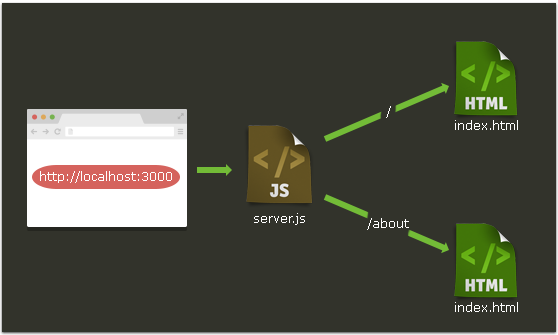 http://localhost:3000
</>
JS
server.js
/
</>
HTML
index.html
/about
</>
HTML
index.html